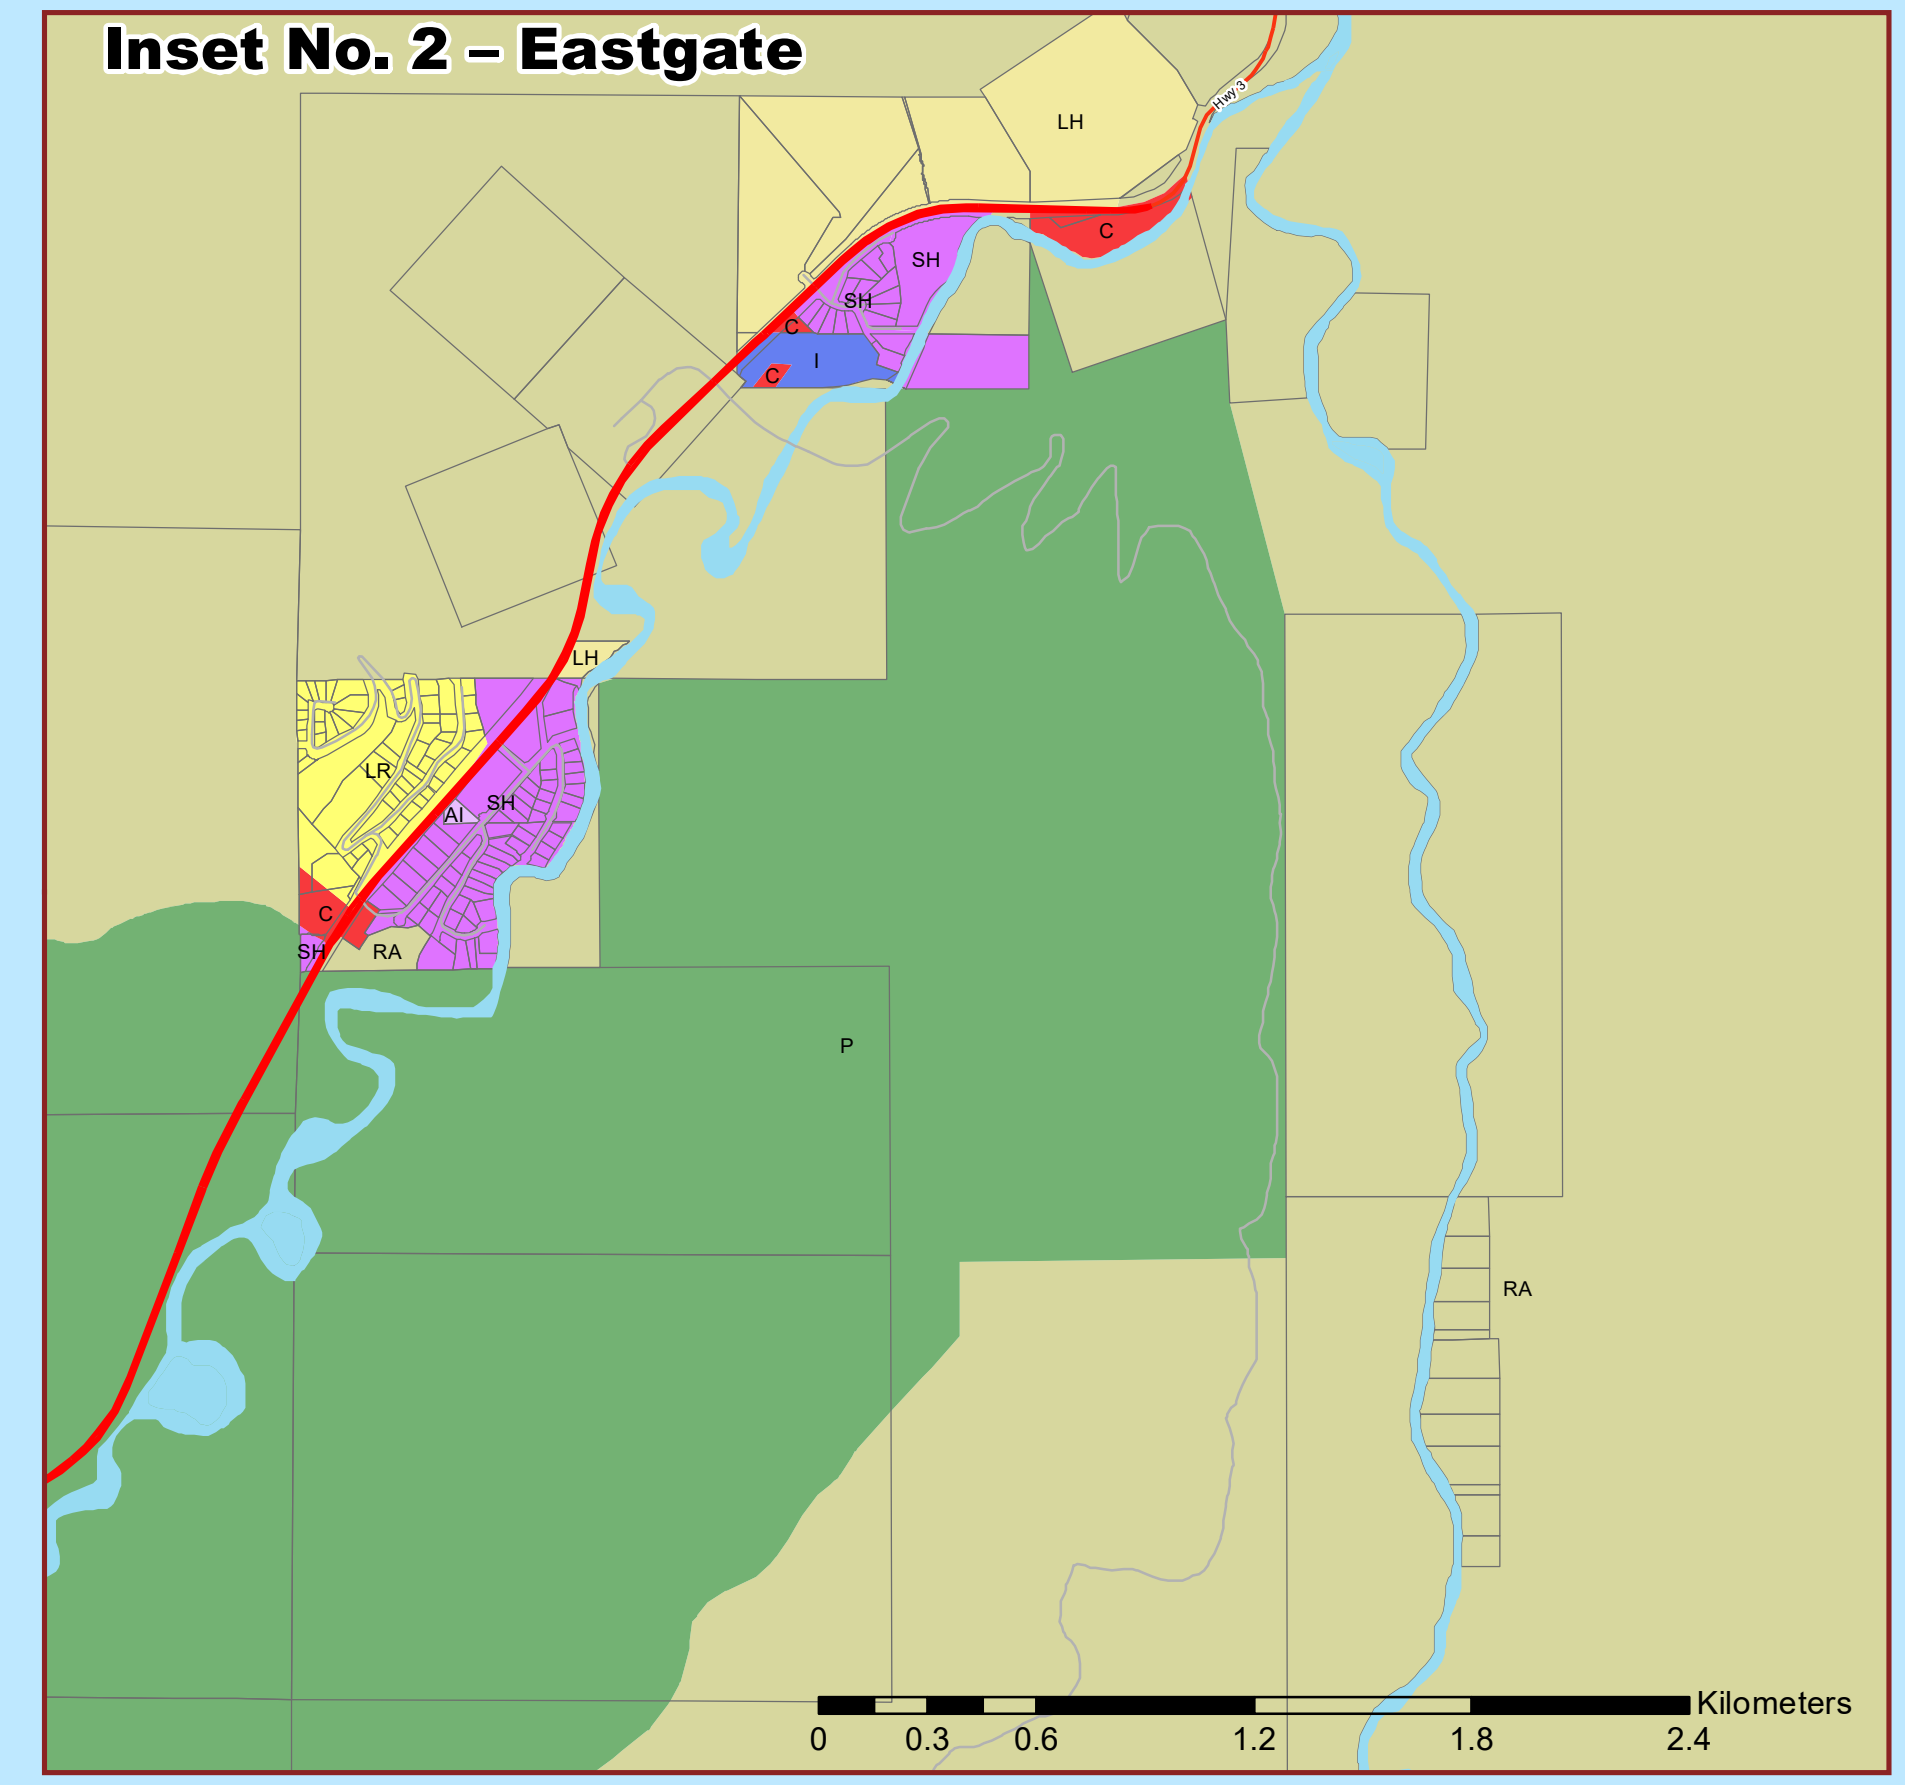 Inset No. 2 – Eastgate
Hwy 3
LH
C
SH
SH
C
I
C
LH
LR
SH
AI
C
SH
RA
P
RA
Kilometers
0 0.3 0.6 1.2 1.8 2.4